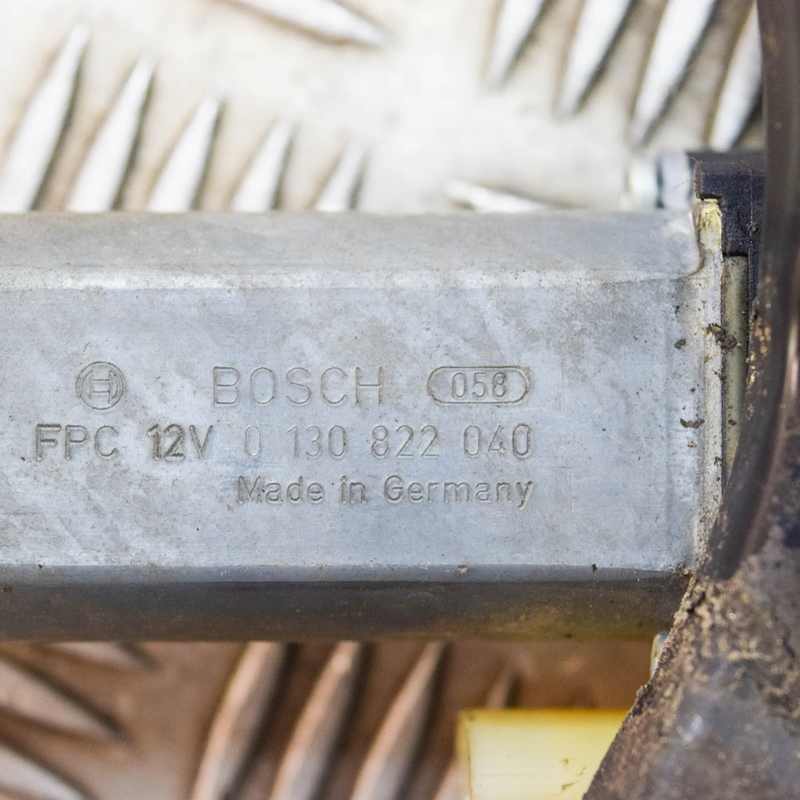 BOSCH 058
FPC 12V 0 130 822 040
Made in Germany